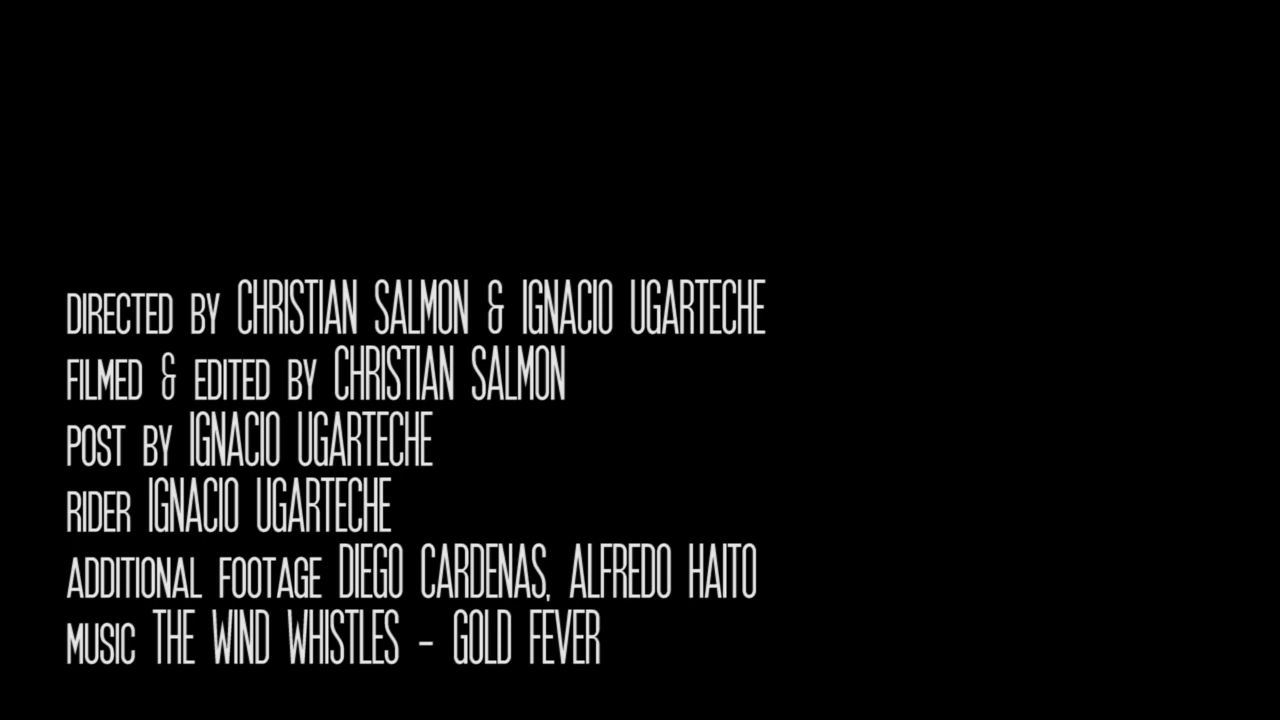 DIRECTED BY CHRISTIAN SALMON & IGNACIO UGARTECHE
FILMED & EDITED BY CHRISTIAN SALMON
POST BY IGNACIO UGARTECHE
RIDER IGNACIO UGARTECHE
ADDITIONAL FOOTAGE DIEGO CARDENAS, ALFREDO HAITO
MUSIC THE WIND WHISTLES - GOLD FEVER